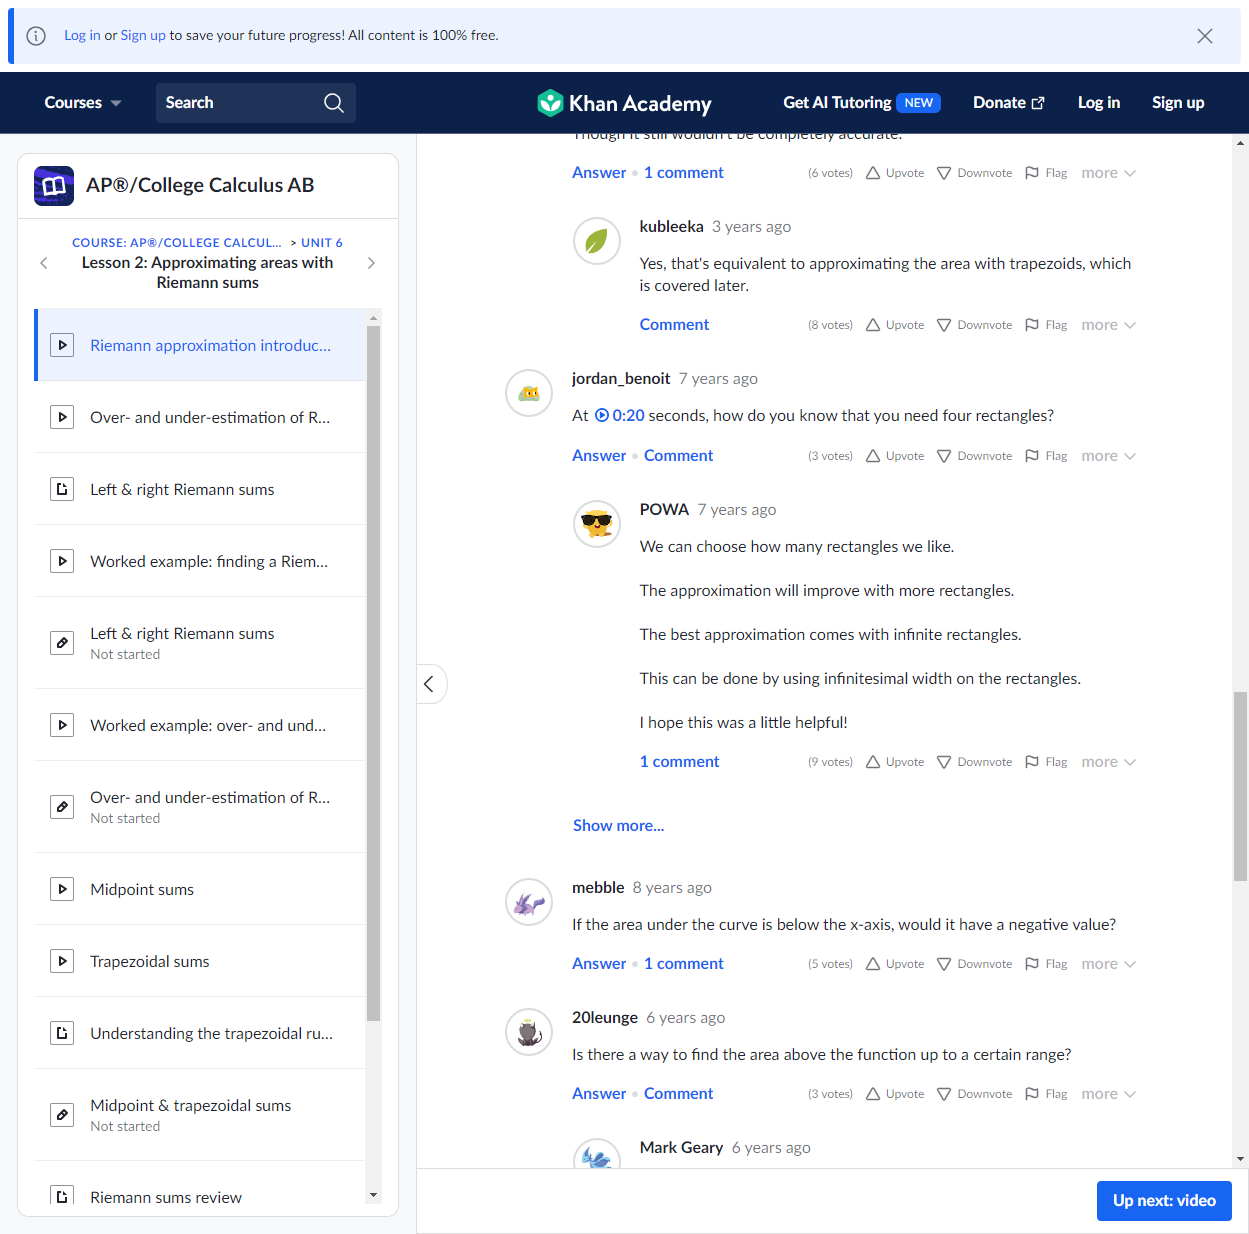 Log in or Sign up to save your future progress! All content is 100% free.
Courses
Search
Khan Academy
Get AI Tutoring NEW
Donate
Log in
Sign up
AP®/College Calculus AB
COURSE: AP®/COLLEGE CALCUL... > UNIT 6
Lesson 2: Approximating areas with
Riemann sums
Riemann approximation introduc...
Over- and under-estimation of R...
Left & right Riemann sums
Worked example: finding a Riem...
Left & right Riemann sums
Not started
Worked example: over- and und...
Over- and under-estimation of R...
Not started
Midpoint sums
Trapezoidal sums
Understanding the trapezoidal ru...
Midpoint & trapezoidal sums
Not started
Riemann sums review
Though it still wouldn't be completely accurate.
Answer • 1 comment (6 votes) Upvote Downvote Flag more
kubleeka 3 years ago
Yes, that's equivalent to approximating the area with trapezoids, which
is covered later.
Comment (8 votes) Upvote Downvote Flag more
jordan_benoit 7 years ago
At 0:20 seconds, how do you know that you need four rectangles?
Answer • Comment (3 votes) Upvote Downvote Flag more
POWA 7 years ago
We can choose how many rectangles we like.
The approximation will improve with more rectangles.
The best approximation comes with infinite rectangles.
This can be done by using infinitesimal width on the rectangles.
I hope this was a little helpful!
1 comment (9 votes) Upvote Downvote Flag more
Show more...
mebble 8 years ago
If the area under the curve is below the x-axis, would it have a negative value?
Answer • 1 comment (5 votes) Upvote Downvote Flag more
20leunge 6 years ago
Is there a way to find the area above the function up to a certain range?
Answer • Comment (3 votes) Upvote Downvote Flag more
Mark Geary 6 years ago
Up next: video